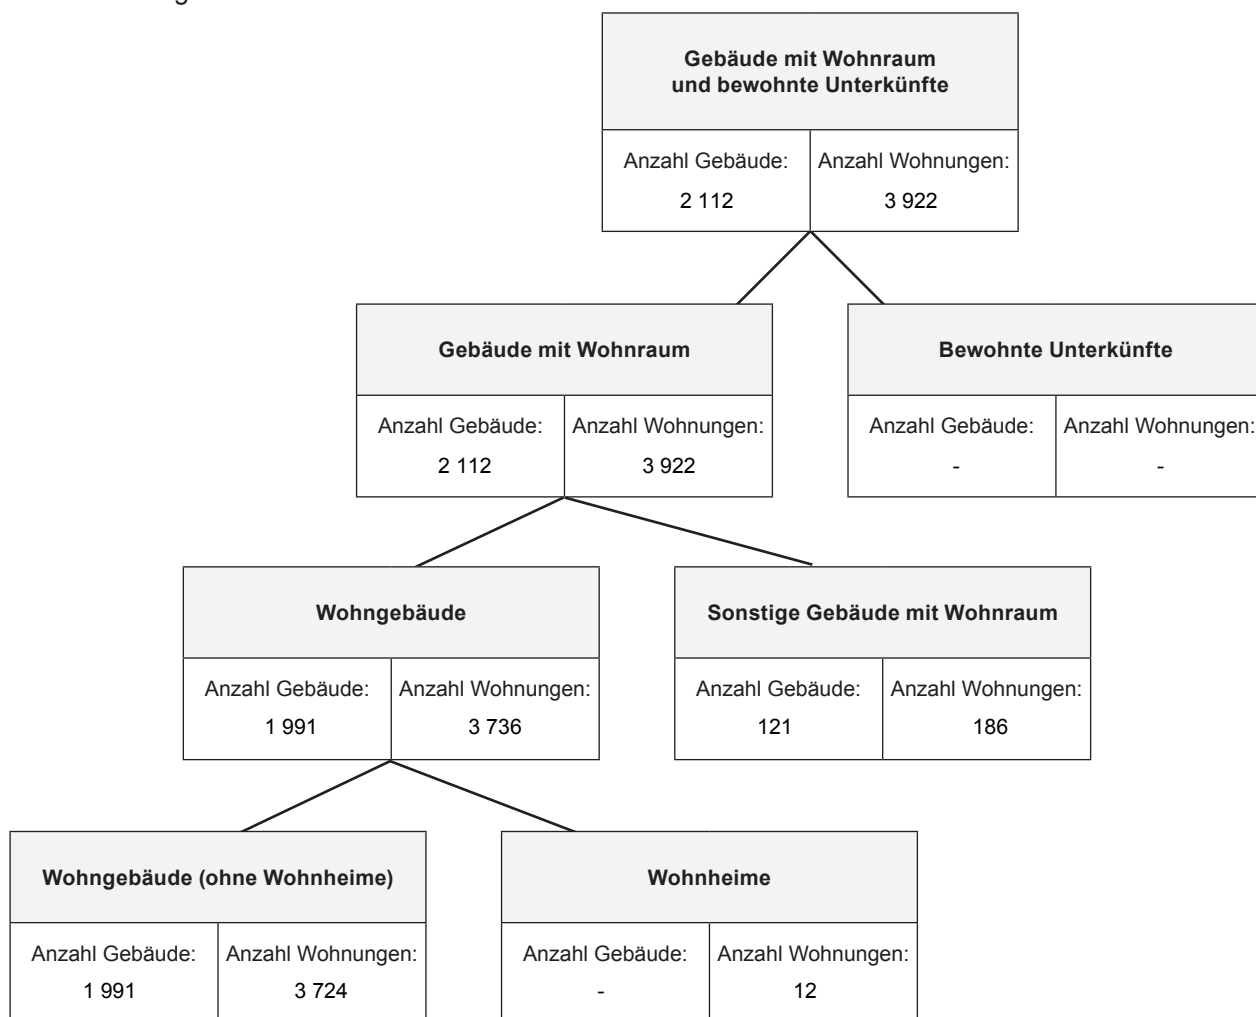 Gebäude mit Wohnraum
und bewohnte Unterkünfte
Anzahl Gebäude: Anzahl Wohnungen:
2 112 3 922
Gebäude mit Wohnraum Bewohnte Unterkünfte
Anzahl Gebäude: Anzahl Wohnungen: Anzahl Gebäude: Anzahl Wohnungen:
2 112 3 922 - -
Wohngebäude Sonstige Gebäude mit Wohnraum
Anzahl Gebäude: Anzahl Wohnungen: Anzahl Gebäude: Anzahl Wohnungen:
1 991 3 736 121 186
Wohngebäude (ohne Wohnheime) Wohnheime
Anzahl Gebäude: Anzahl Wohnungen: Anzahl Gebäude: Anzahl Wohnungen:
1 991 3 724 - 12